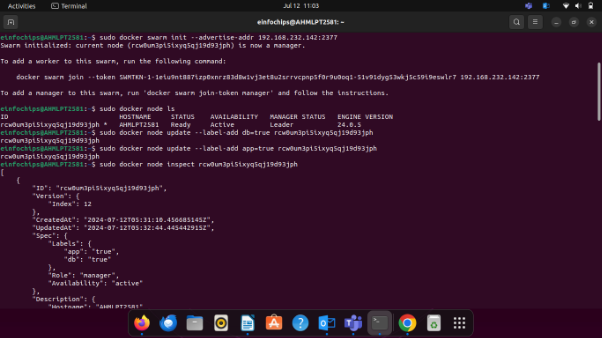 Activities
Terminal
Jul 12 11:03
einfochips@AHMLPT2581: ~
einfochips@AHMLPT2581:~$ sudo docker swarm init --advertise-addr 192.168.232.142:2377
Swarm initialized: current node (rcw0um3pi5ixyq5qj19d93jph) is now a manager.
To add a worker to this swarm, run the following command:
docker swarm join --token 192.168.232.142:2377
To add a manager to this swarm, run 'docker swarm join-token manager' and follow the instructions.
einfochips@AHMLPT2581:~$ sudo docker node ls
ID HOSTNAME STATUS AVAILABILITY MANAGER STATUS ENGINE VERSION
rcw0um3pi5ixyq5qj19d93jph * AHMLPT2581 Ready Active Leader 24.0.5
einfochips@AHMLPT2581:~$ sudo docker node update --label-add db=true rcw0um3pi5ixyq5qj19d93jph
rcw0um3pi5ixyq5qj19d93jph
einfochips@AHMLPT2581:~$ sudo docker node update --label-add app=true rcw0um3pi5ixyq5qj19d93jph
rcw0um3pi5ixyq5qj19d93jph
einfochips@AHMLPT2581:~$ sudo docker node inspect rcw0um3pi5ixyq5qj19d93jph
[
{
"ID": "rcw0um3pi5ixyq5qj19d93jph",
"Version": {
"Index": 12
},
"CreatedAt": "2024-07-12T05:31:10.456685145Z",
"UpdatedAt": "2024-07-12T05:32:44.445442915Z",
"Spec": {
"Labels": {
"app": "true",
"db": "true"
},
"Role": "manager",
"Availability": "active"
},
"Description": {
"Hostname": "AHMLPT2581",